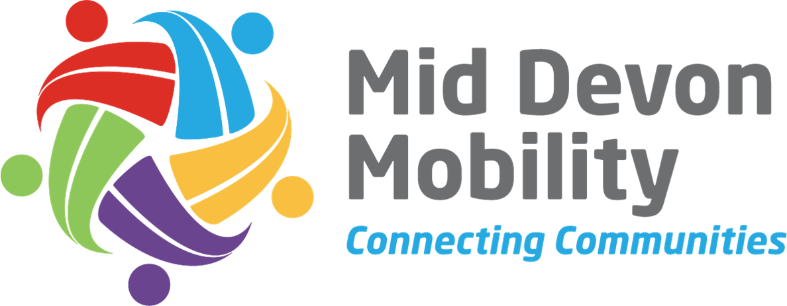 Mid Devon
Mobility
Connecting Communities